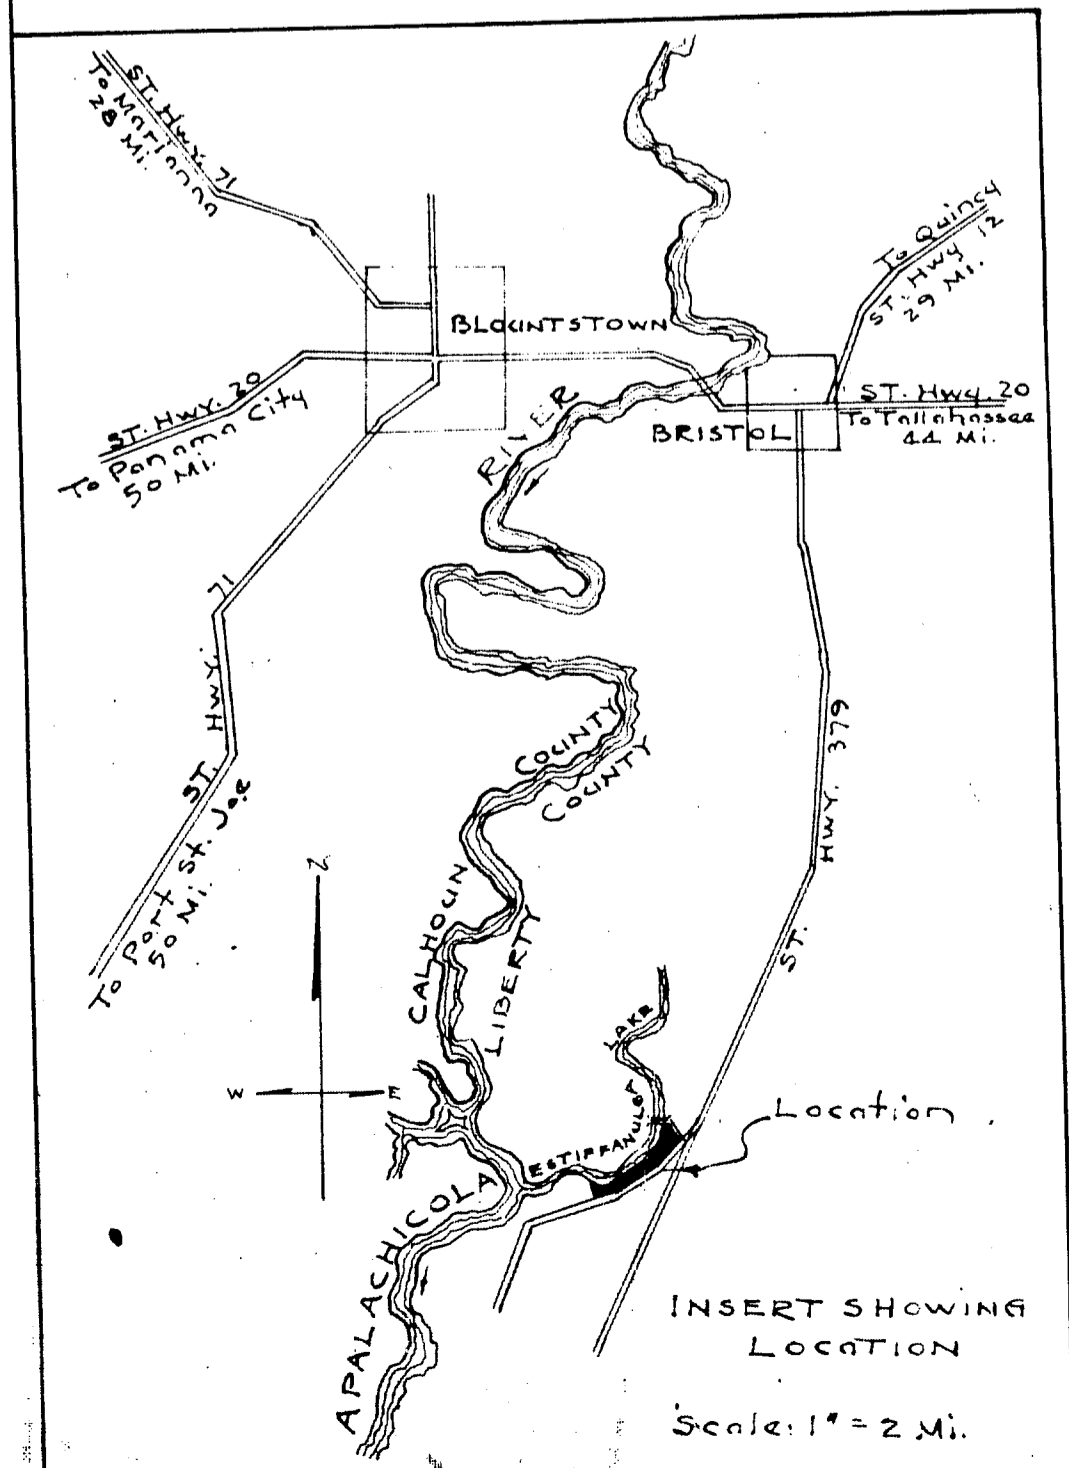 ST. HWY. 71
To Marianna
28 Mi.
To Quincy
ST. HWY 12
29 Mi.
BLOUNTSTOWN
ST. HWY. 20
To Panama City
50 Mi.
RIVER
BRISTOL
ST. HWY. 20
To Tallahassee
44 Mi.
ST. HWY. 71
To Port St. Joe
50 Mi.
COUNTY
COUNTY
ST. HWY. 379
N
W
E
CALHOUN
LIBERTY
LAKE
ESTIFFANULGA
Location
APALACHICOLA
INSERT SHOWING
LOCATION
Scale: 1" = 2 Mi.